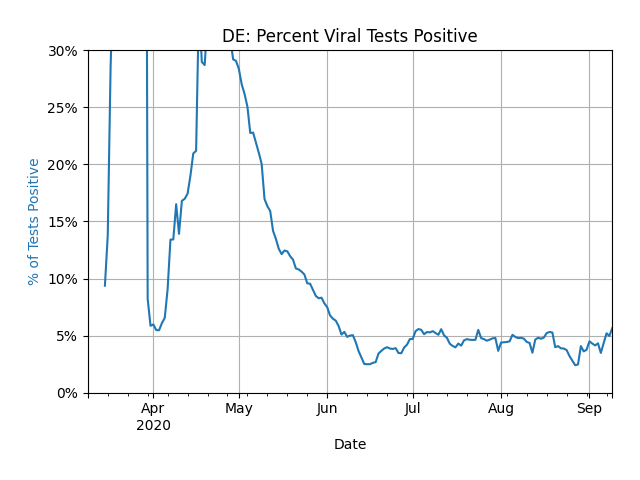 DE: Percent Viral Tests Positive
% of Tests Positive
30%
25%
20%
15%
10%
5%
0%
Apr
2020
May
Jun
Jul
Aug
Sep
Date